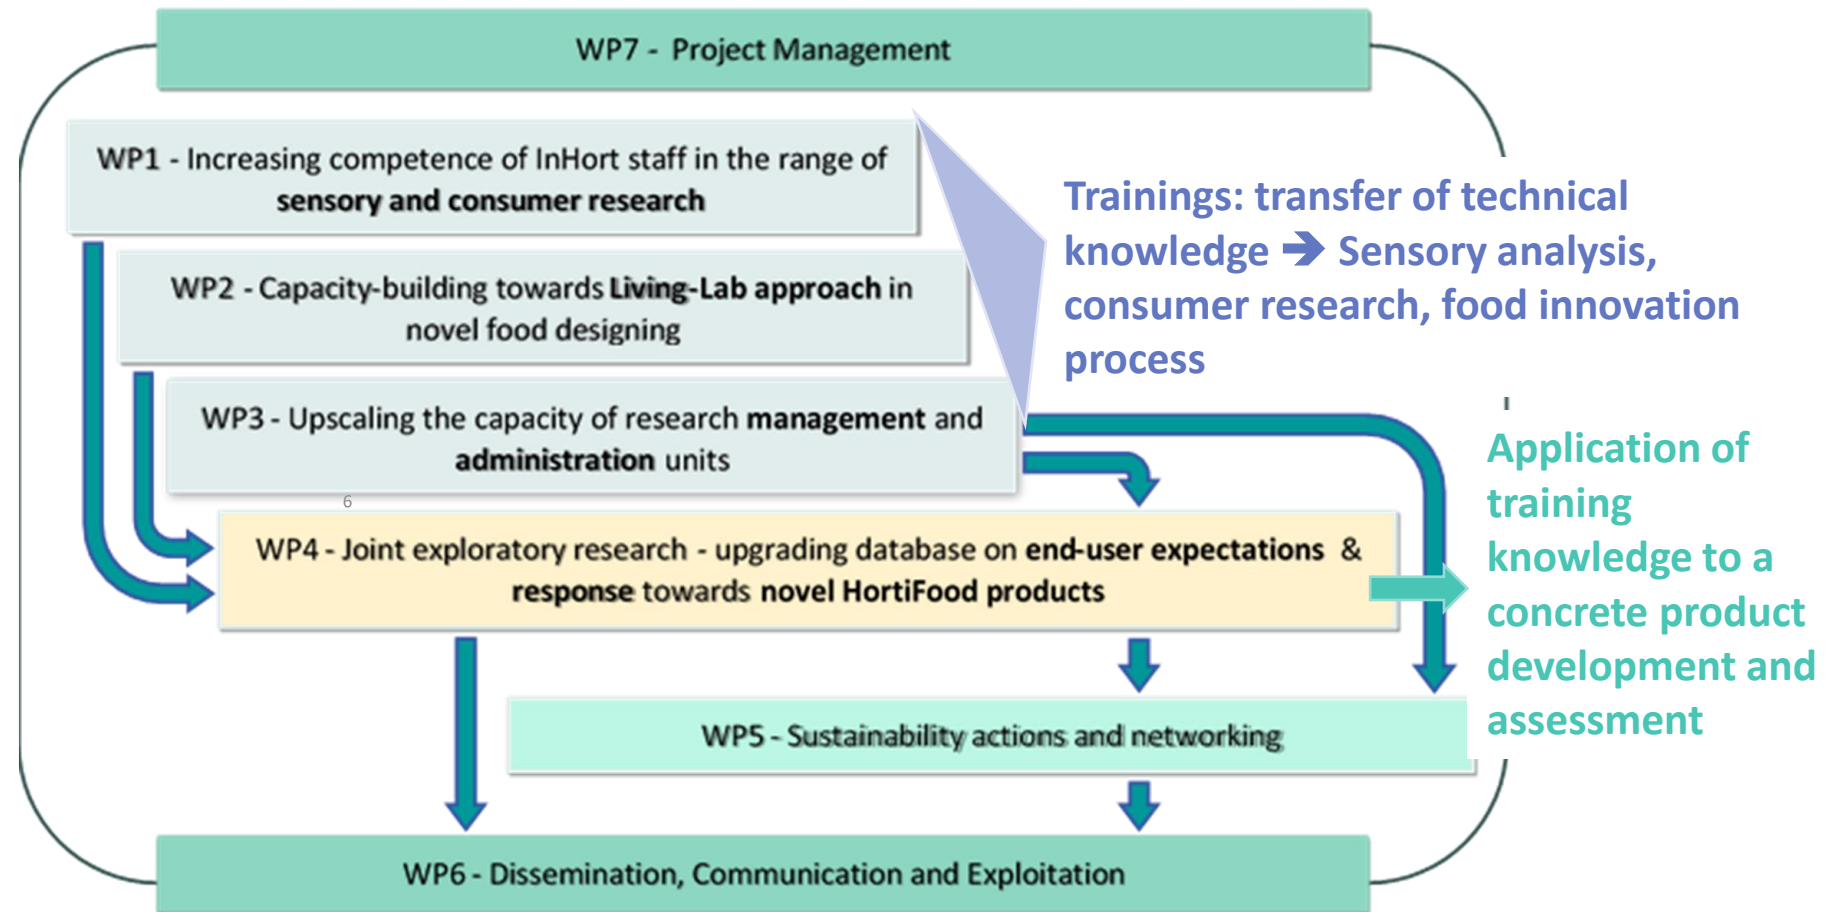 WP7 - Project Management
WP1 - Increasing competence of InHort staff in the range of
sensory and consumer research
Trainings: transfer of technical
knowledge ➔ Sensory analysis,
consumer research, food innovation
process
WP2 - Capacity-building towards Living-Lab approach in
novel food designing
WP3 - Upscaling the capacity of research management and
administration units
6
Application of
training
knowledge to a
concrete product
development and
assessment
WP4 - Joint exploratory research - upgrading database on end-user expectations &
response towards novel HortiFood products
WP5 - Sustainability actions and networking
WP6 - Dissemination, Communication and Exploitation